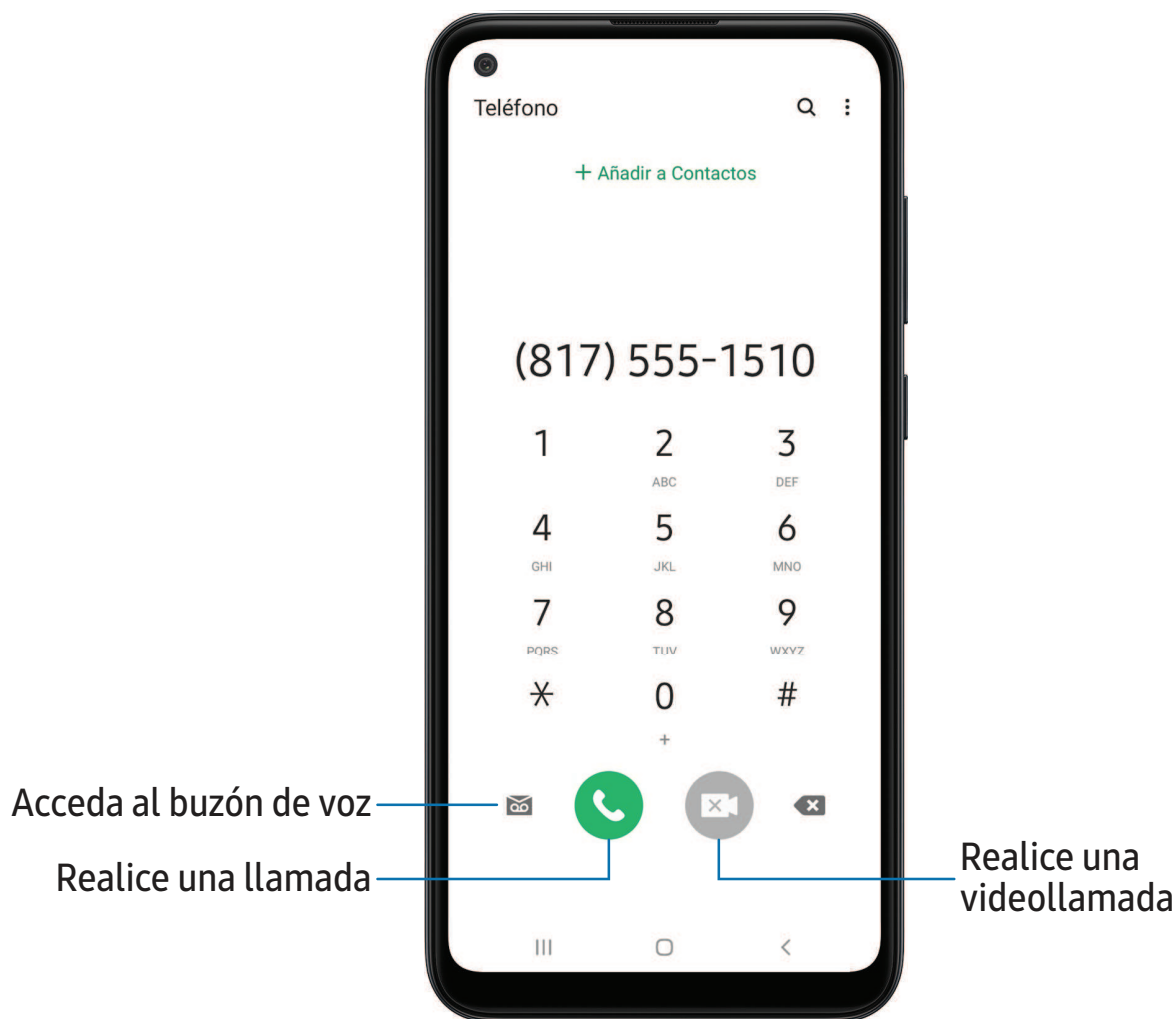 Teléfono
+ Añadir a Contactos
(817) 555-1510
1 2 3
ABC DEF
4 5 6
GHI JKL MNO
7 8 9
PQRS TUV WXYZ
* 0 #
+
Acceda al buzón de voz
Realice una llamada
Realice una
videollamada